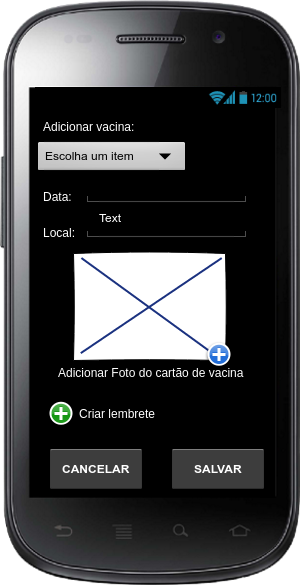 12:00
Adicionar vacina:
Escolha um item
Data:
Text
Local:
Adicionar Foto do cartão de vacina
Criar lembrete
CANCELAR SALVAR